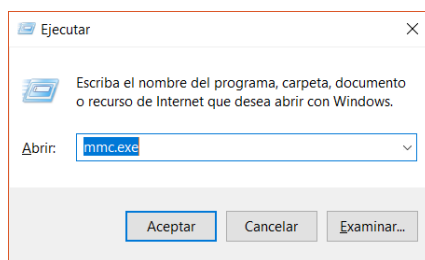 Ejecutar
Escriba el nombre del programa, carpeta, documento
o recurso de Internet que desea abrir con Windows.
Abrir: mmc.exe
Aceptar Cancelar Examinar...